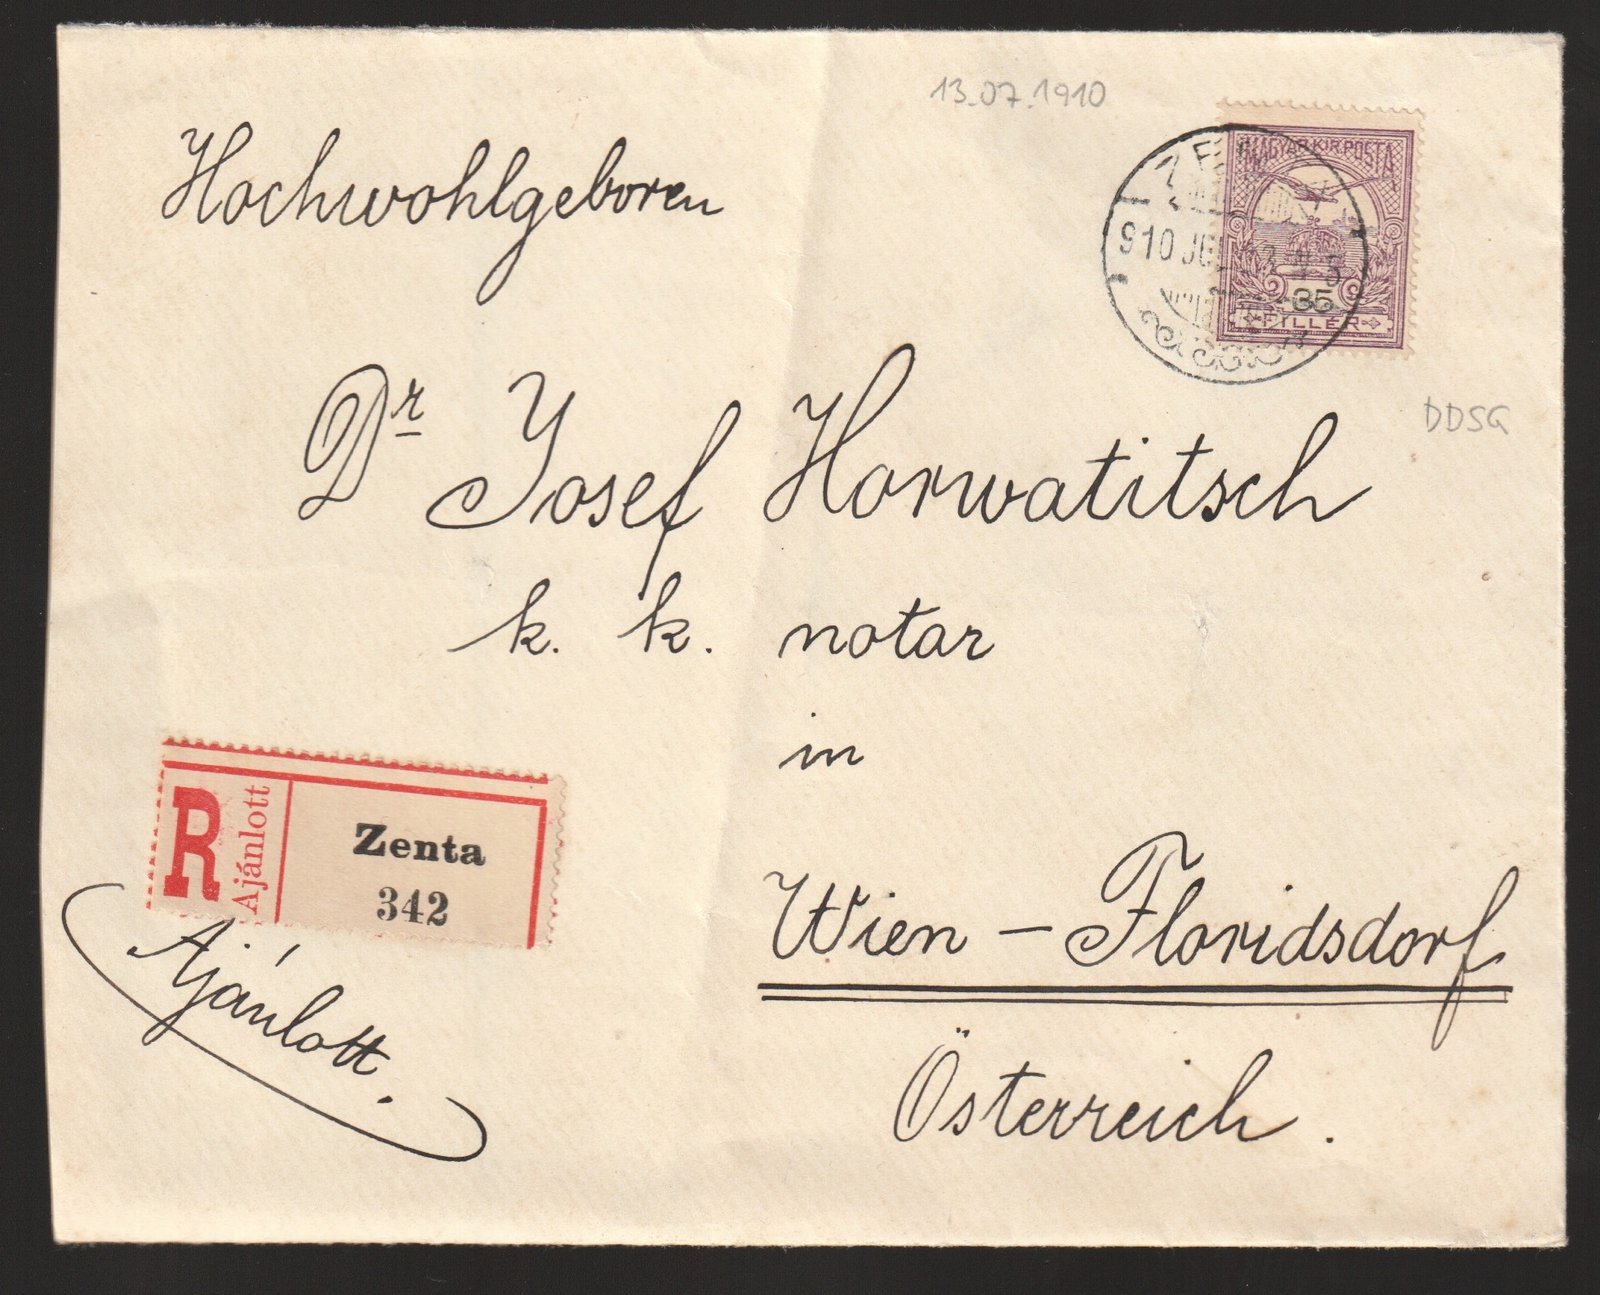 13.07.1910
MAGYAR KIR. POSTA
910
5
35
FILLÉR
Hochwohlgeboren
DDSG
Dr Josef Horwatitsch
k. k. notar
in
R
Ajánlott
Zenta
342
Ajánlott.
Wien – Floridsdorf
Österreich.